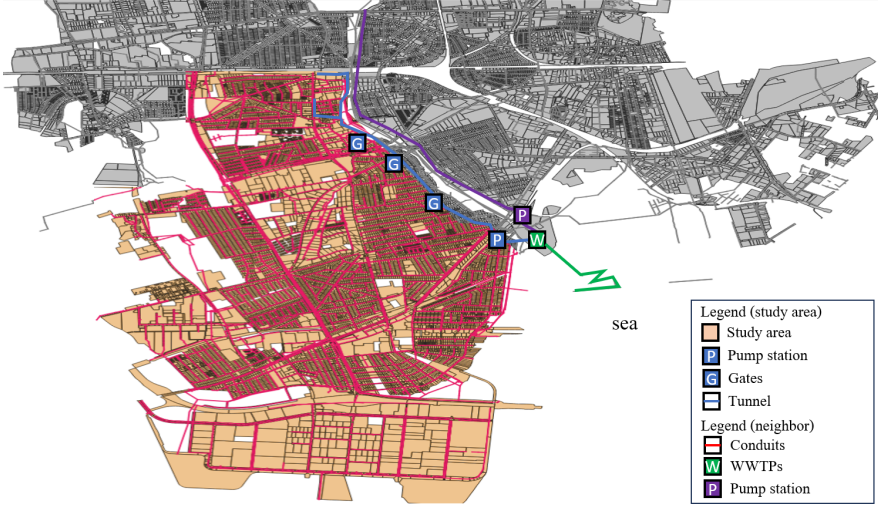 G
G
G
P
P
W
sea
Legend (study area)
Study area
P Pump station
G Gates
Tunnel
Legend (neighbor)
Conduits
W WWTPs
P Pump station